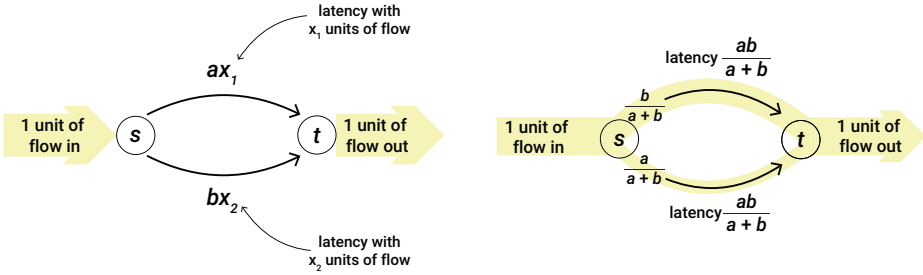 latency with
x₁ units of flow
ax₁
1 unit of
flow in
s
t
1 unit of
flow out
bx₂
latency with
x₂ units of flow
latency ab/(a + b)
b/(a + b)
1 unit of
flow in
s
t
1 unit of
flow out
a/(a + b)
latency ab/(a + b)